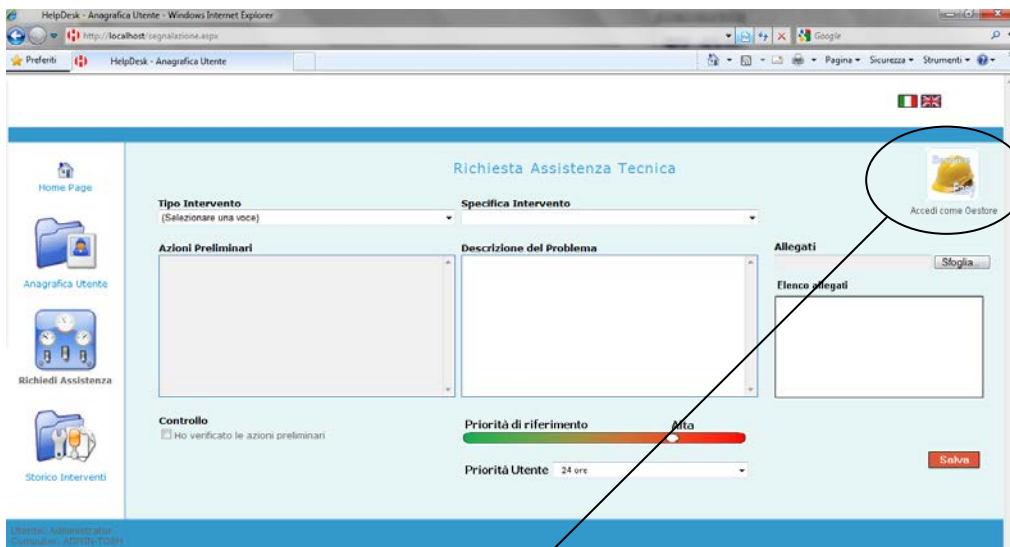 HelpDesk - Anagrafica Utente - Windows Internet Explorer
http://localhost/segnalazione.aspx
Google
Preferiti
HelpDesk - Anagrafica Utente
Pagina
Sicurezza
Strumenti
Home Page
Anagrafica Utente
Richiedi Assistenza
Storico Interventi
Richiesta Assistenza Tecnica
Accedi come Gestore
Tipo Intervento
(Selezionare una voce)
Specifica Intervento
Azioni Preliminari
Descrizione del Problema
Allegati
Sfoglia...
Elenco allegati
Controllo
Ho verificato le azioni preliminari
Priorità di riferimento
Alta
Priorità Utente
24 ore
Salva
Utente: Administrator
Computer: ADMIN-TOSH